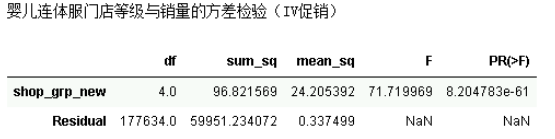 婴儿连体服门店等级与销量的方差检验（IV促销）
df sum_sq mean_sq F PR(>F)
shop_grp_new 4.0 96.821569 24.205392 71.719969 8.204783e-61
Residual 177634.0 59951.234072 0.337499 NaN NaN